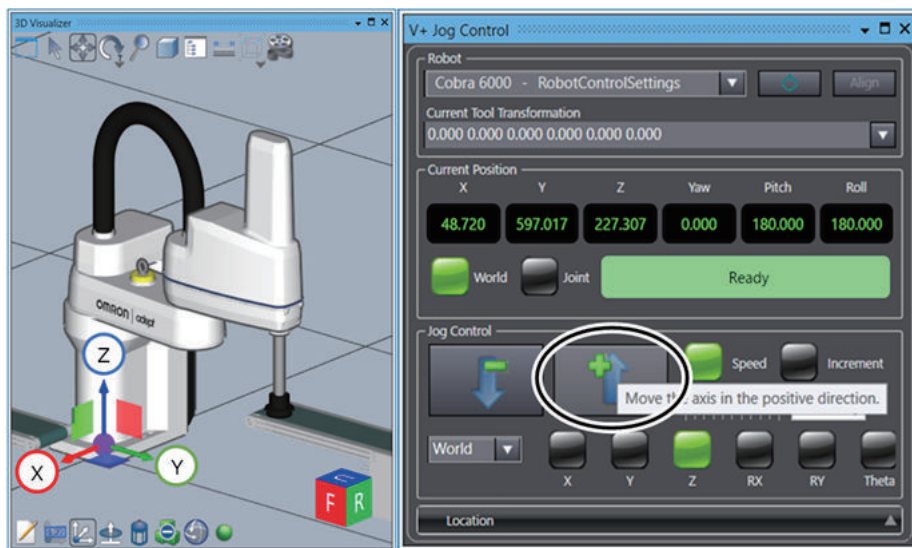 3D Visualizer
OMRON | adept
Z
X
Y
F
R
V+ Jog Control
Robot
Cobra 6000 - RobotControlSettings
Align
Current Tool Transformation
0.000 0.000 0.000 0.000 0.000 0.000
Current Position
X Y Z Yaw Pitch Roll
48.720 597.017 227.307 0.000 180.000 180.000
World Joint Ready
Jog Control
Speed Increment
Move the axis in the positive direction.
World
X Y Z RX RY Theta
Location